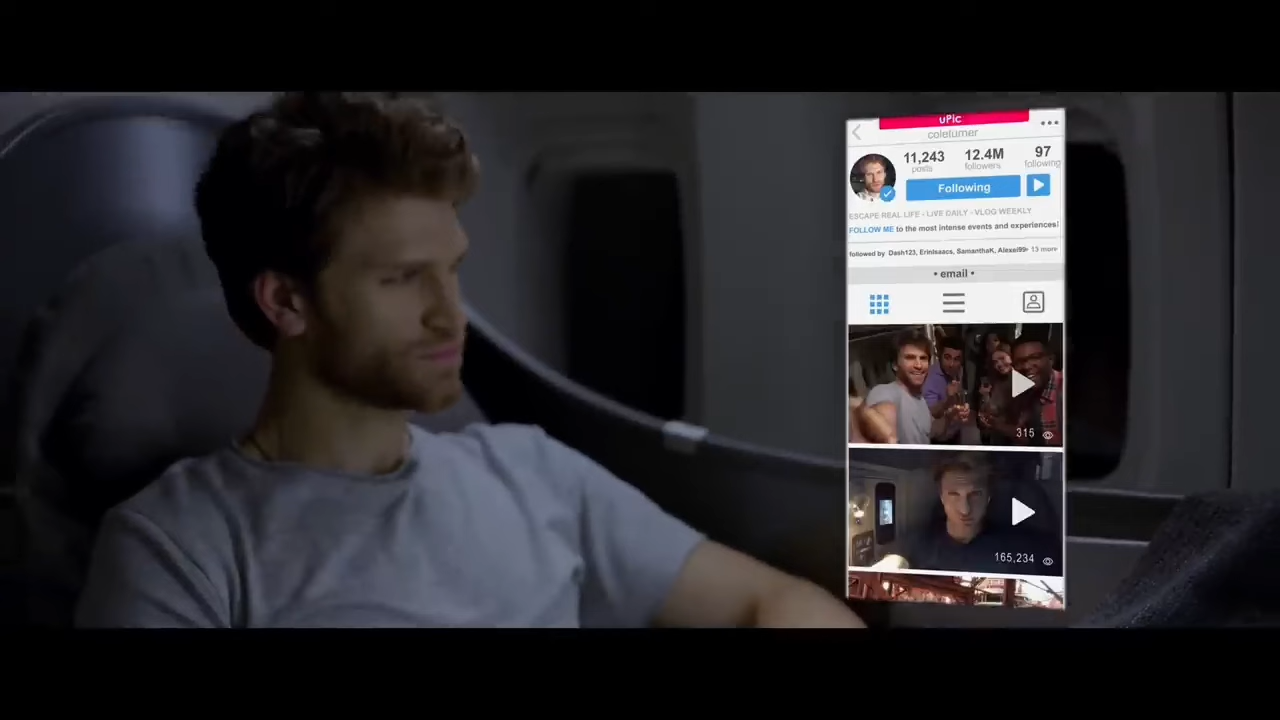 uPic
coleturner
11,243
12.4M
97
posts
followers
following
Following
ESCAPE REAL LIFE - LIVE DAILY - VLOG WEEKLY
FOLLOW ME to the most intense events and experiences!
followed by Dash123, ErinIsaacs, SamanthaK, Alexei99 13 more
• email •
315
165,234